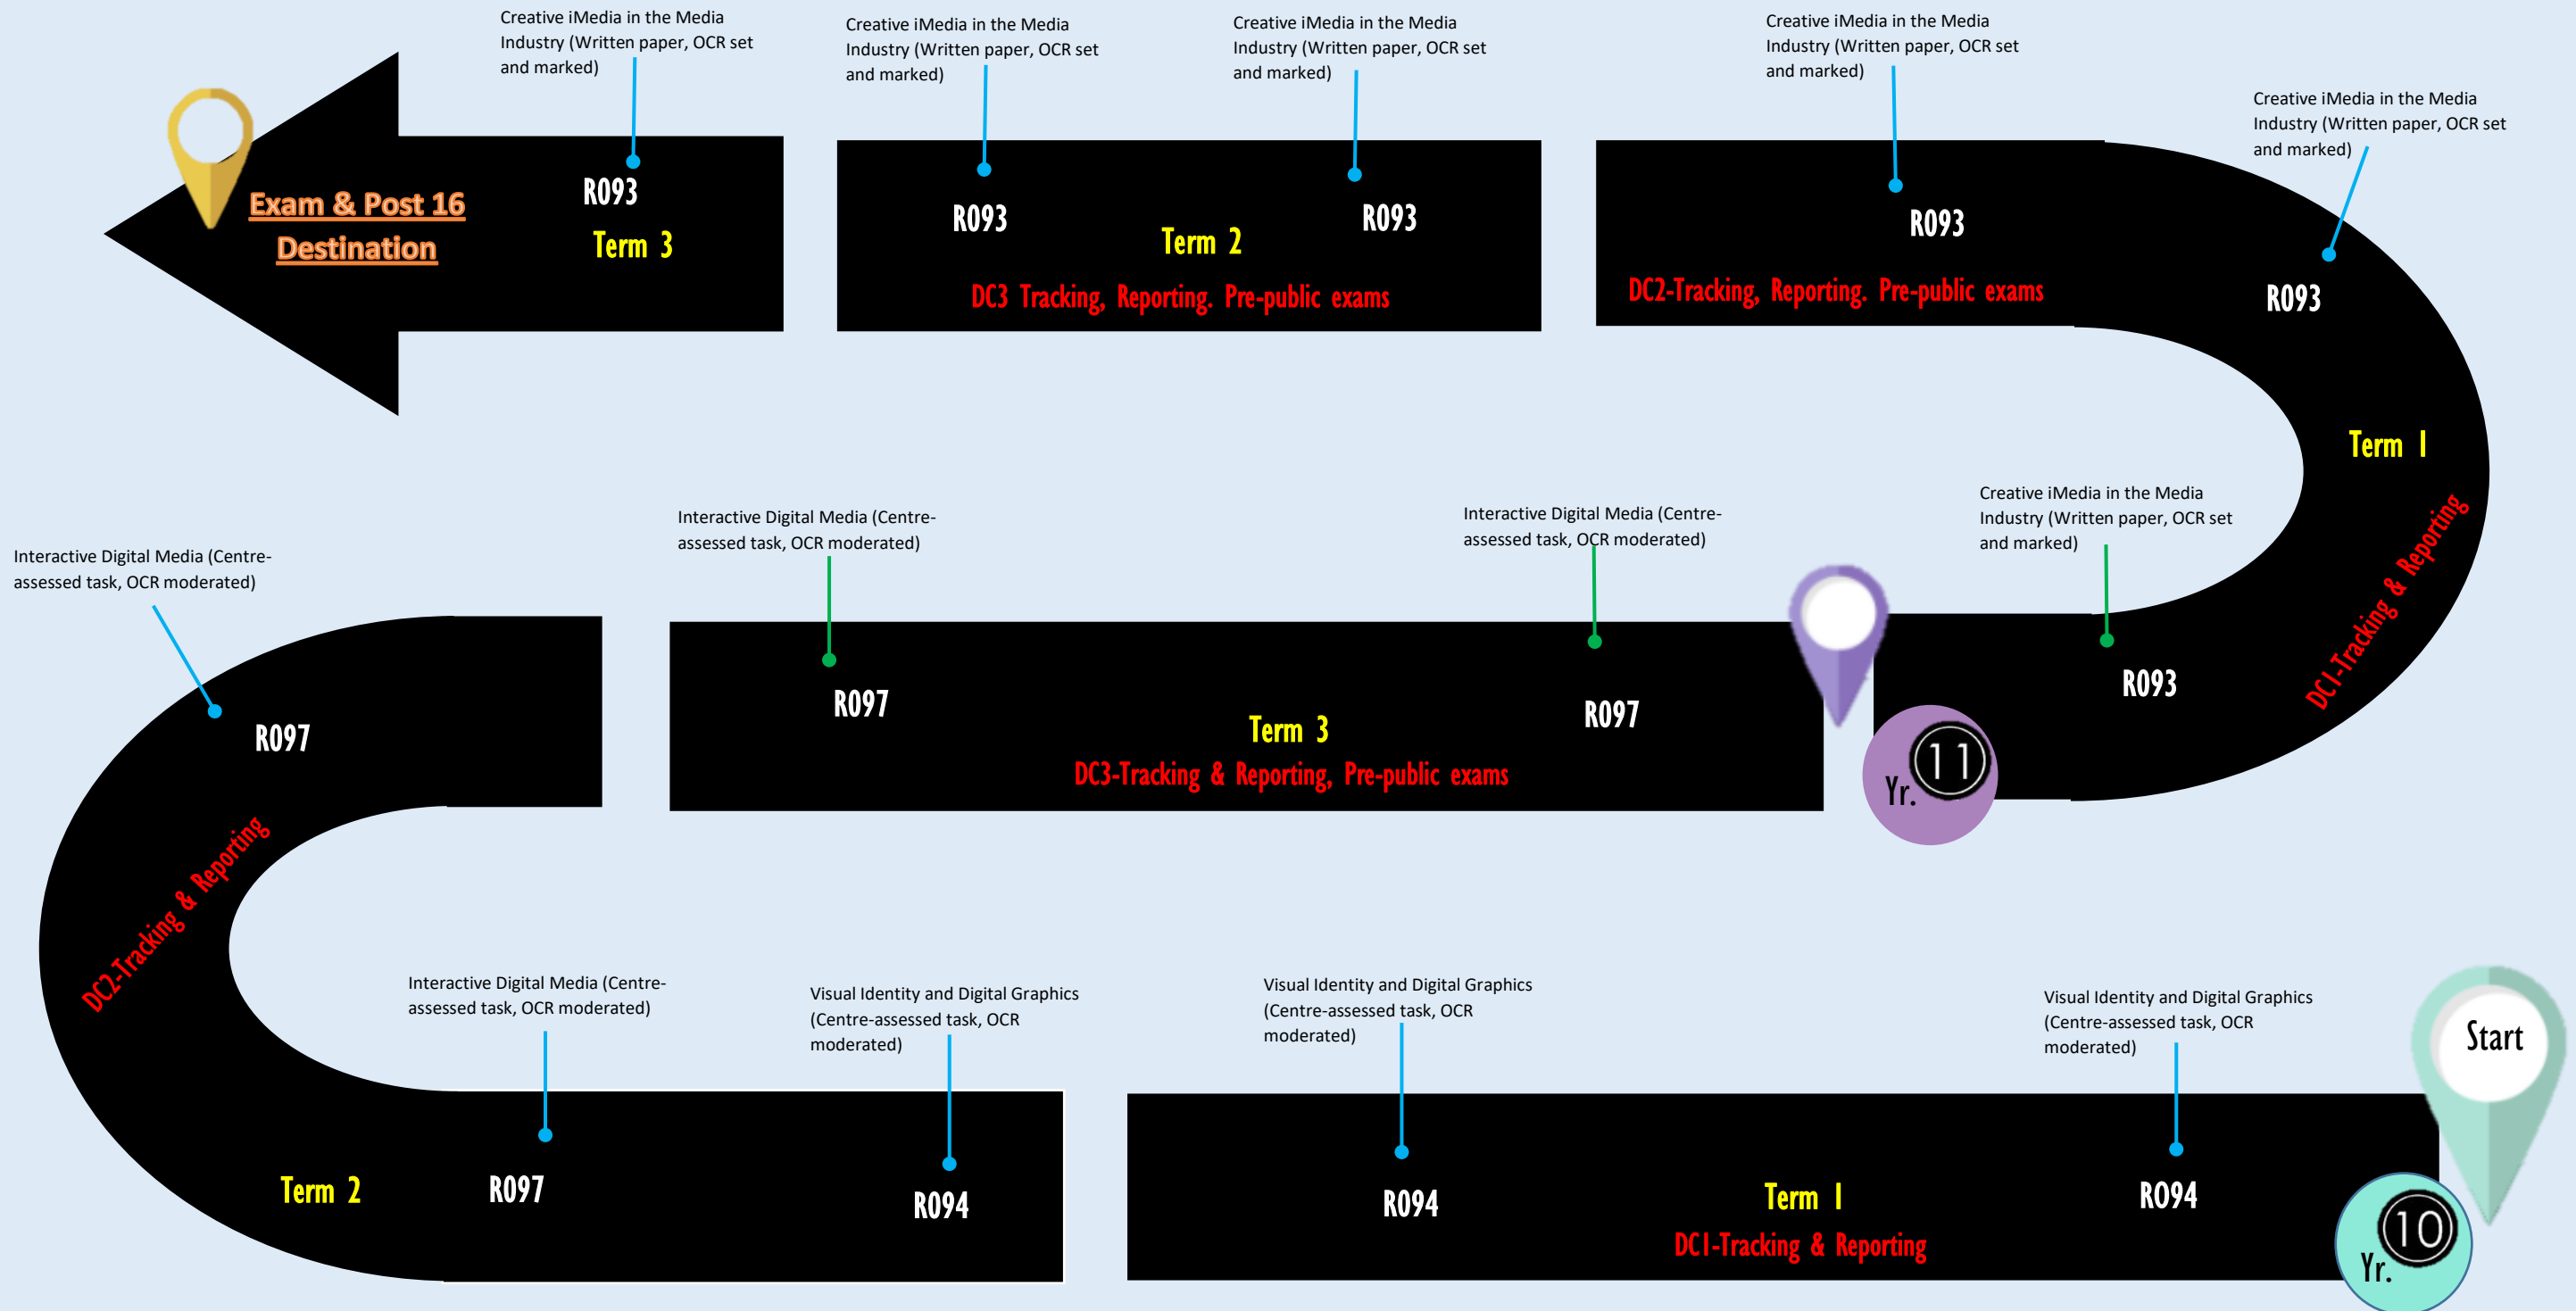 Creative iMedia in the Media
Industry (Written paper, OCR set
and marked)
Creative iMedia in the Media
Industry (Written paper, OCR set
and marked)
Creative iMedia in the Media
Industry (Written paper, OCR set
and marked)
Creative iMedia in the Media
Industry (Written paper, OCR set
and marked)
Creative iMedia in the Media
Industry (Written paper, OCR set
and marked)
Exam & Post 16
Destination
R093
Term 3
R093
Term 2
R093
DC3 Tracking, Reporting. Pre-public exams
R093
DC2-Tracking, Reporting. Pre-public exams
R093
Term 1
DC1-Tracking & Reporting
Creative iMedia in the Media
Industry (Written paper, OCR set
and marked)
R093
Yr. 11
Interactive Digital Media (Centre-
assessed task, OCR moderated)
Interactive Digital Media (Centre-
assessed task, OCR moderated)
Interactive Digital Media (Centre-
assessed task, OCR moderated)
R097
R097
Term 3
R097
DC3-Tracking & Reporting, Pre-public exams
DC2-Tracking & Reporting
Interactive Digital Media (Centre-
assessed task, OCR moderated)
Visual Identity and Digital Graphics
(Centre-assessed task, OCR
moderated)
Visual Identity and Digital Graphics
(Centre-assessed task, OCR
moderated)
Visual Identity and Digital Graphics
(Centre-assessed task, OCR
moderated)
Start
Term 2
R097
R094
R094
Term 1
R094
DC1-Tracking & Reporting
Yr. 10